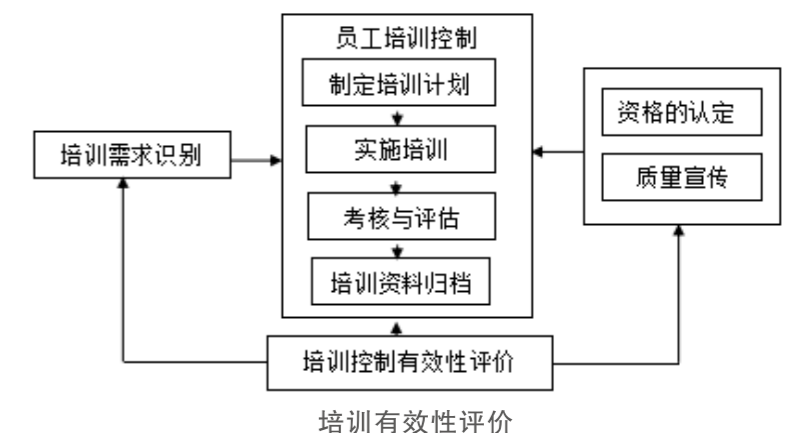 员工培训控制
制定培训计划
实施培训
考核与评估
培训资料归档
培训需求识别
资格的认定
质量宣传
培训控制有效性评价
培训有效性评价